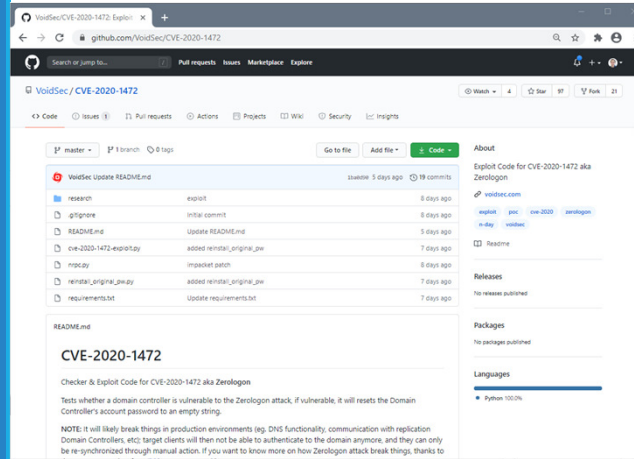 VoidSec/CVE-2020-1472: Exploit
github.com/VoidSec/CVE-2020-1472
Search or jump to... / Pull requests Issues Marketplace Explore
VoidSec / CVE-2020-1472
Watch 4 Star 97 Fork 21
Code Issues 1 Pull requests Actions Projects Wiki Security Insights
master 1 branch 0 tags Go to file Add file Code
VoidSec Update README.md 5 days ago 19 commits
research exploit 8 days ago
.gitignore Initial commit 8 days ago
README.md Update README.md 5 days ago
cve-2020-1472-exploit.py added reinstall_original_pw 7 days ago
nrpc.py impacket patch 8 days ago
reinstall_original_pw.py added reinstall_original_pw 7 days ago
requirements.txt Update requirements.txt 7 days ago
README.md
CVE-2020-1472
Checker & Exploit Code for CVE-2020-1472 aka Zerologon
Tests whether a domain controller is vulnerable to the Zerologon attack, if vulnerable, it will resets the Domain
Controller's account password to an empty string.
NOTE: It will likely break things in production environments (eg. DNS functionality, communication with replication
Domain Controllers, etc); target clients will then not be able to authenticate to the domain anymore, and they can only
be re-synchronized through manual action. If you want to know more on how Zerologon attack break things, thanks to
About
Exploit Code for CVE-2020-1472 aka
Zerologon
voidsec.com
exploit poc cve-2020 zerologon
n-day voidsec
Readme
Releases
No releases published
Packages
No packages published
Languages
Python 100.0%